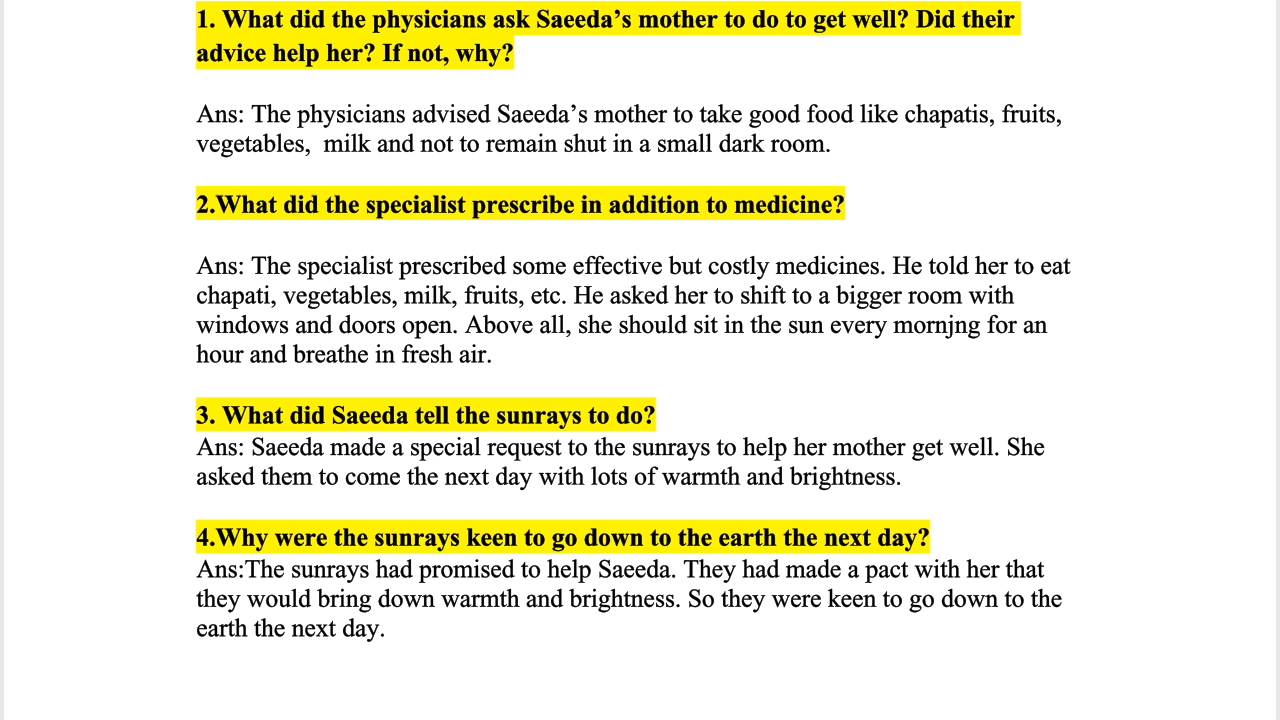 1. What did the physicians ask Saeeda’s mother to do to get well? Did their
advice help her? If not, why?
Ans: The physicians advised Saeeda’s mother to take good food like chapatis, fruits,
vegetables,  milk and not to remain shut in a small dark room.
2.What did the specialist prescribe in addition to medicine?
Ans: The specialist prescribed some effective but costly medicines. He told her to eat
chapati, vegetables, milk, fruits, etc. He asked her to shift to a bigger room with
windows and doors open. Above all, she should sit in the sun every mornjng for an
hour and breathe in fresh air.
3. What did Saeeda tell the sunrays to do?
Ans: Saeeda made a special request to the sunrays to help her mother get well. She
asked them to come the next day with lots of warmth and brightness.
4.Why were the sunrays keen to go down to the earth the next day?
Ans:The sunrays had promised to help Saeeda. They had made a pact with her that
they would bring down warmth and brightness. So they were keen to go down to the
earth the next day.